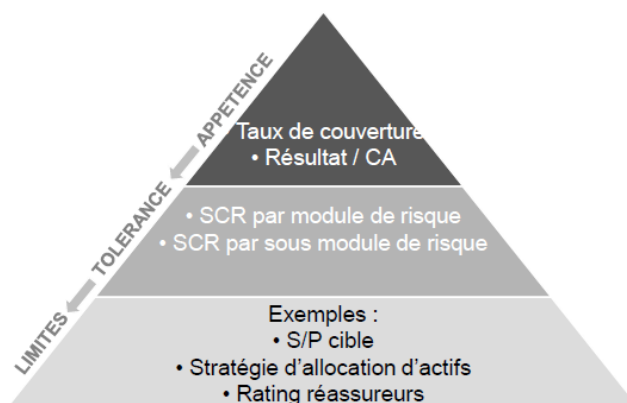 APPETENCE
• Taux de couverture
• Résultat / CA
TOLERANCE
• SCR par module de risque
• SCR par sous module de risque
LIMITES
Exemples :
• S/P cible
• Stratégie d'allocation d'actifs
• Rating réassureurs